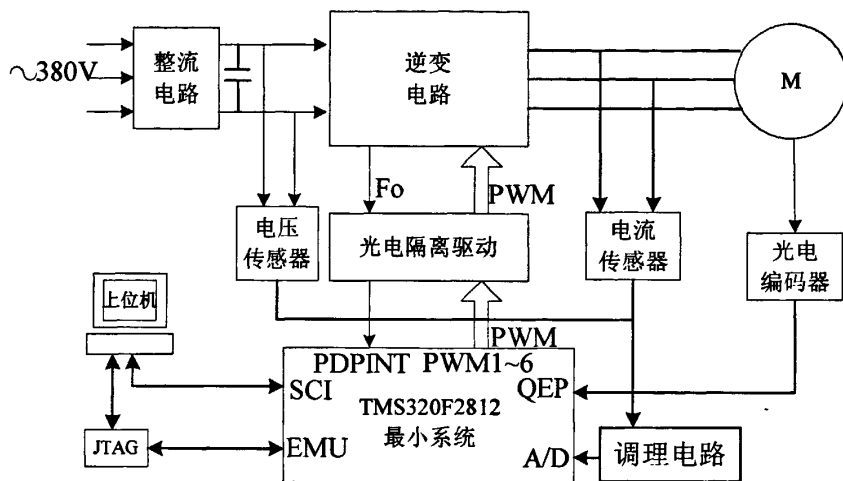 ~380V
整流
电路
逆变
电路
M
Fo
PWM
电压
传感器
光电隔离驱动
电流
传感器
光电
编码器
上位机
PWM
PDPINT PWM1~6
SCI
QEP
TMS320F2812
最小系统
JTAG
EMU
A/D
调理电路